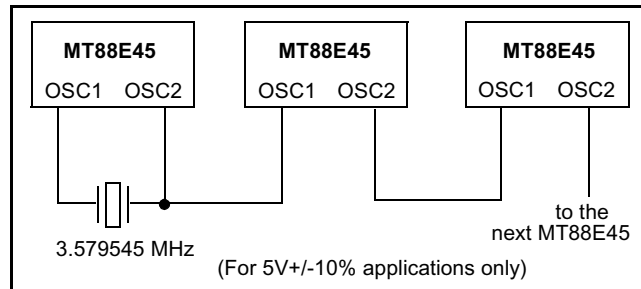 MT88E45 MT88E45 MT88E45
OSC1 OSC2 OSC1 OSC2 OSC1 OSC2
3.579545 MHz
to the
next MT88E45
(For 5V+/-10% applications only)